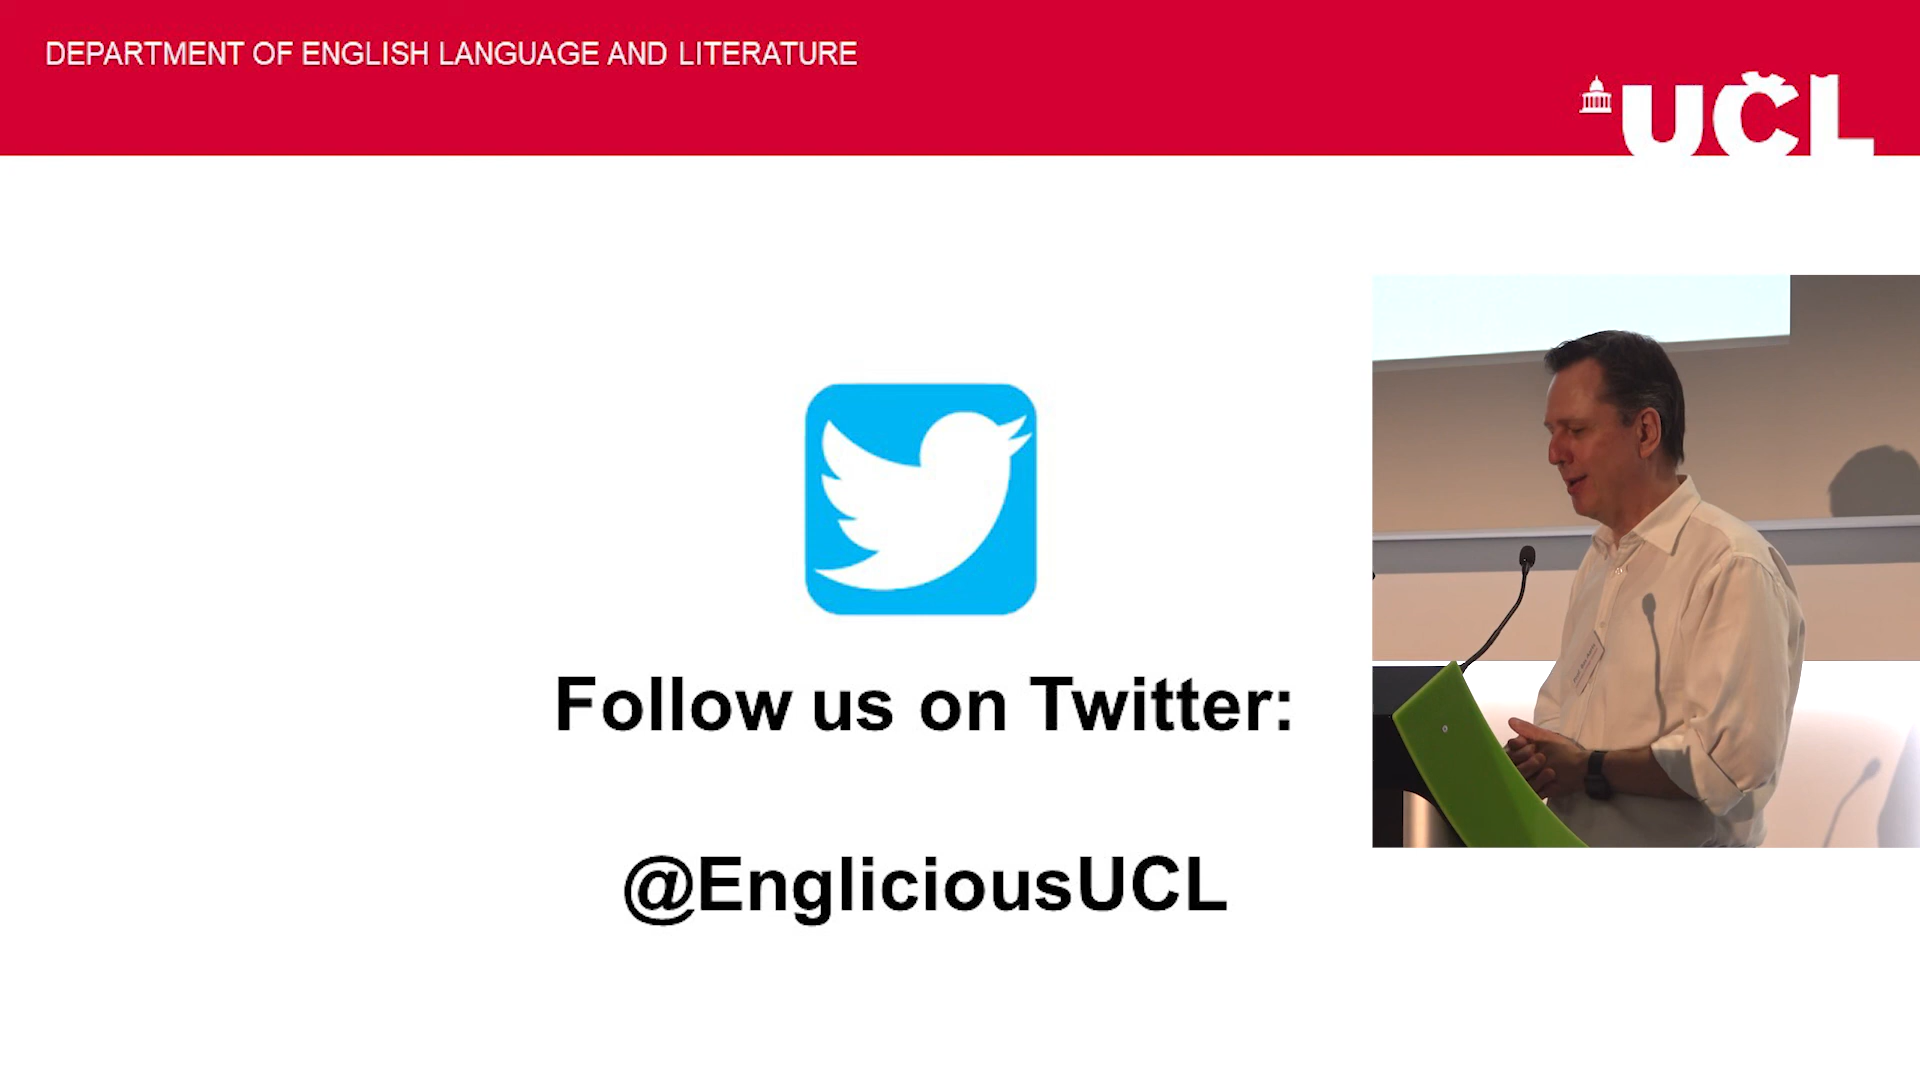 DEPARTMENT OF ENGLISH LANGUAGE AND LITERATURE
UCL
Follow us on Twitter:
@EngliciousUCL